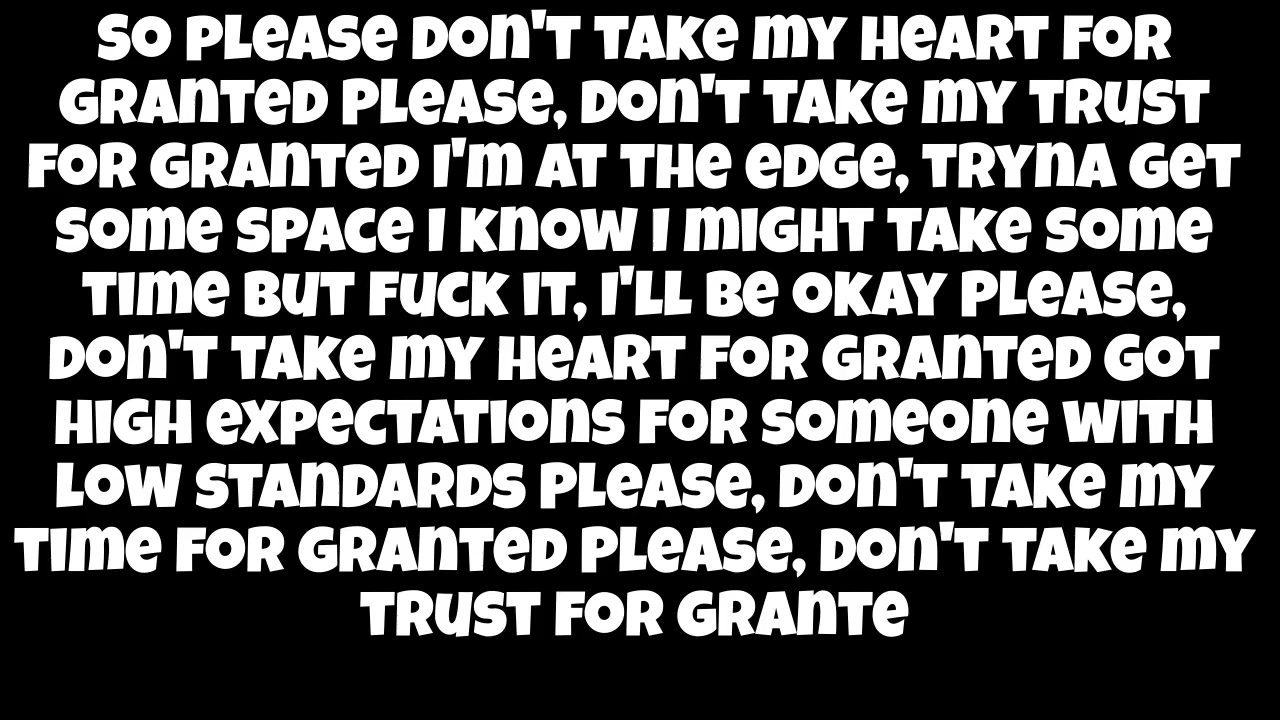 SO PLEASE DON'T TAKE MY HEART FOR
GRANTED PLEASE, DON'T TAKE MY TRUST
FOR GRANTED I'M AT THE EDGE, TRYNA GET
SOME SPACE I KNOW I MIGHT TAKE SOME
TIME BUT FUCK IT, I'LL BE OKAY PLEASE,
DON'T TAKE MY HEART FOR GRANTED GOT
HIGH EXPECTATIONS FOR SOMEONE WITH
LOW STANDARDS PLEASE, DON'T TAKE MY
TIME FOR GRANTED PLEASE, DON'T TAKE MY
TRUST FOR GRANTE